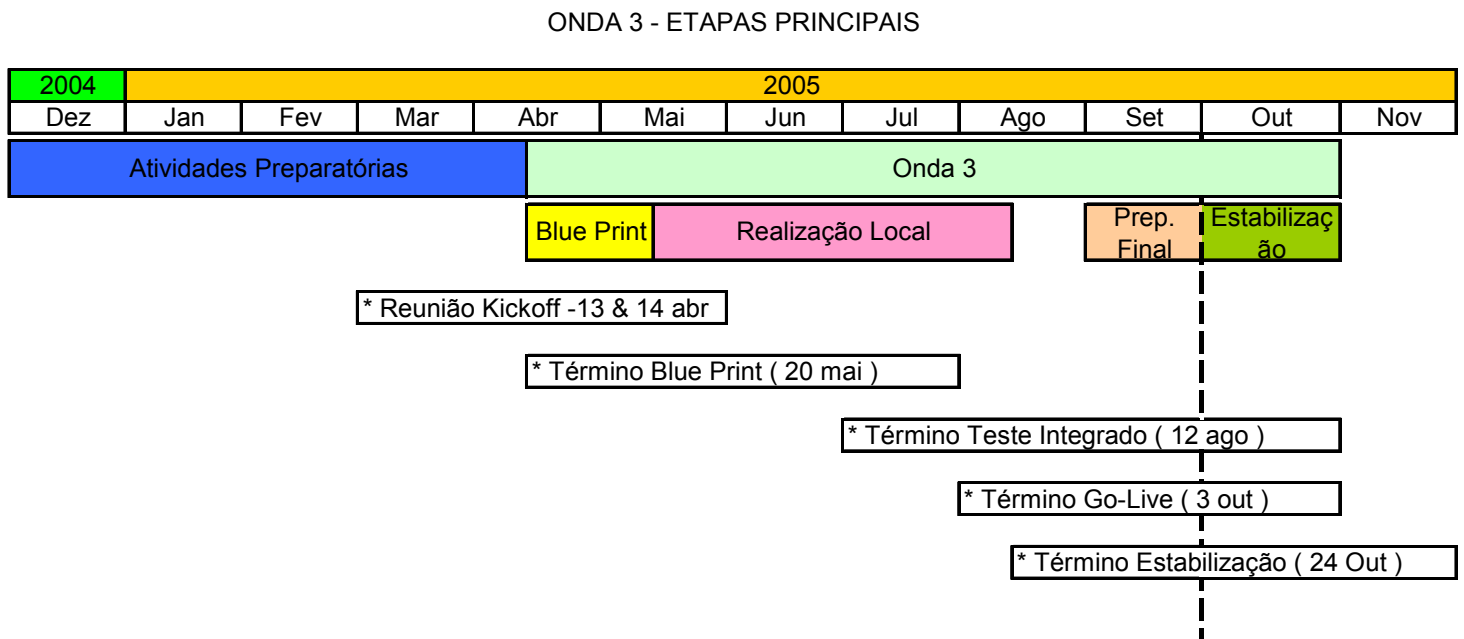 ONDA 3 - ETAPAS PRINCIPAIS
2004 2005
Dez Jan Fev Mar Abr Mai Jun Jul Ago Set Out Nov
Atividades Preparatórias Onda 3
Blue Print Realização Local Prep. Estabilizaç
Final ão
* Reunião Kickoff -13 & 14 abr
* Término Blue Print ( 20 mai )
* Término Teste Integrado ( 12 ago )
* Término Go-Live ( 3 out )
* Término Estabilização ( 24 Out )